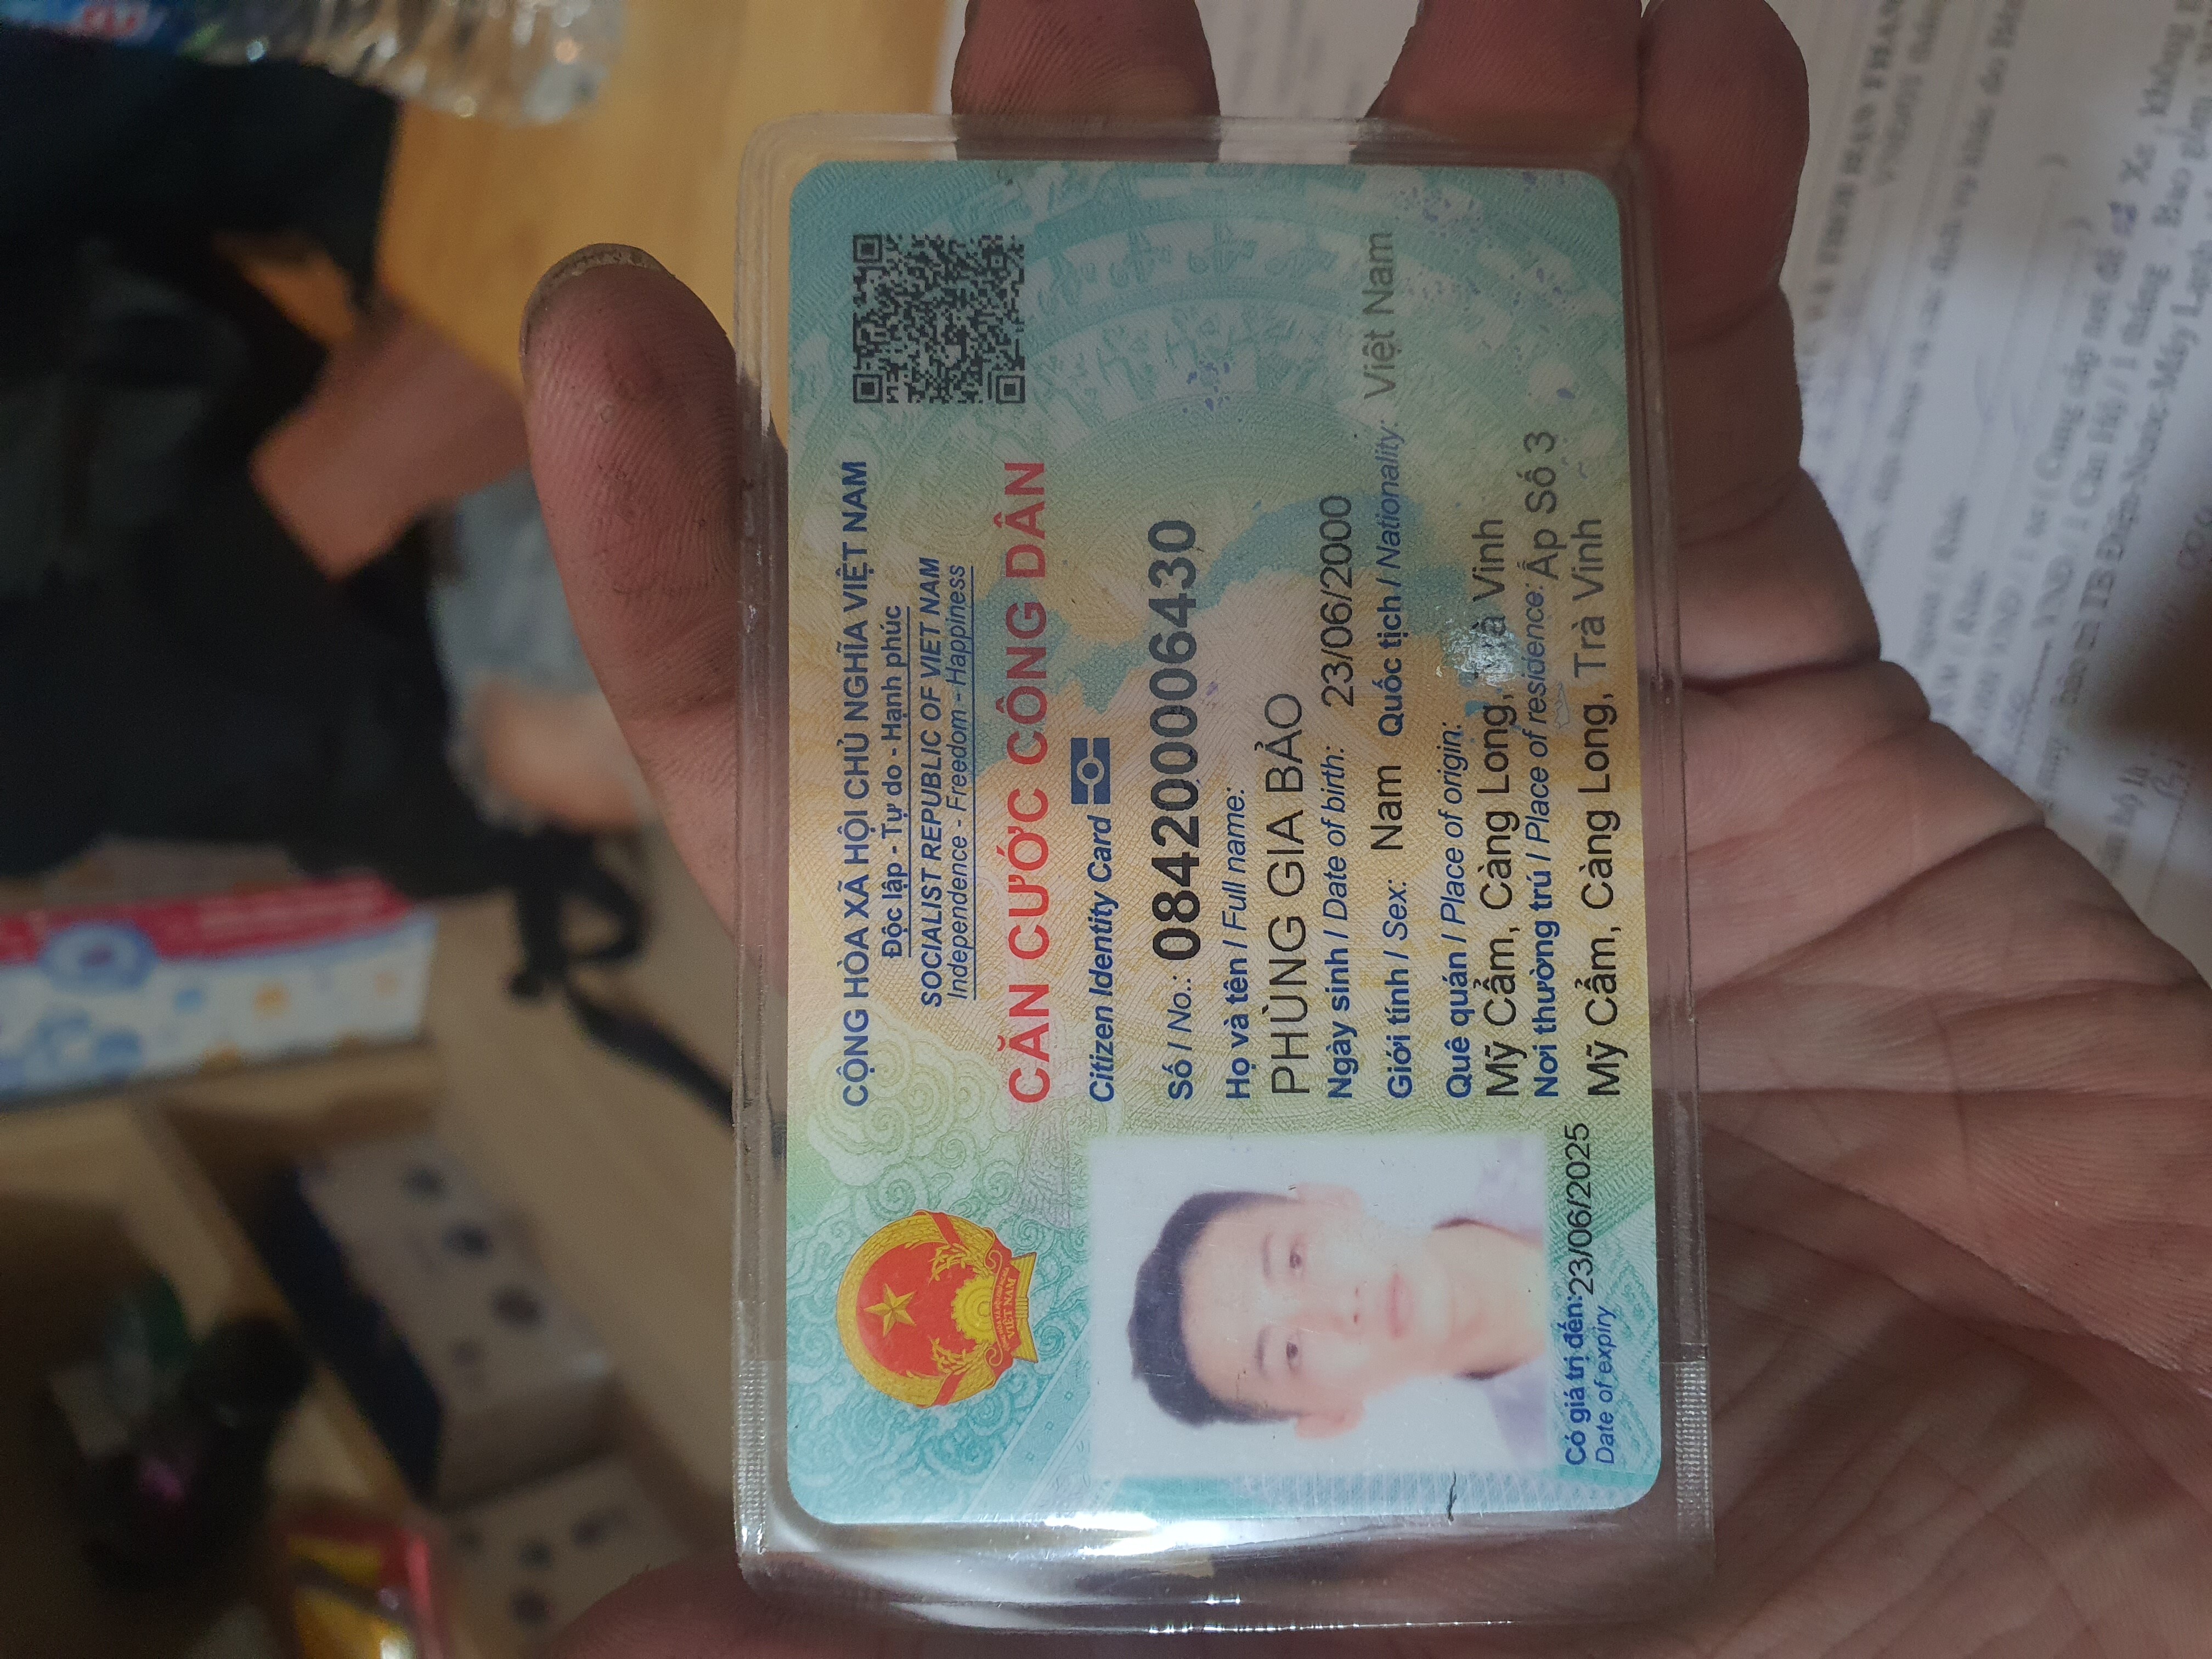 CỘNG HÒA XÃ HỘI CHỦ NGHĨA VIỆT NAM
Độc lập - Tự do - Hạnh phúc
SOCIALIST REPUBLIC OF VIET NAM
Independence - Freedom - Happiness
CĂN CƯỚC CÔNG DÂN
Citizen Identity Card
Số / No.: 084200006430
Họ và tên / Full name:
PHÙNG GIA BẢO
Ngày sinh / Date of birth: 23/06/2000
Giới tính / Sex: Nam Quốc tịch / Nationality: Việt Nam
Quê quán / Place of origin:
Mỹ Cẩm, Càng Long, Trà Vinh
Nơi thường trú / Place of residence: Ấp Số 3
Mỹ Cẩm, Càng Long, Trà Vinh
Có giá trị đến: 23/06/2025
Date of expiry
VIỆT NAM